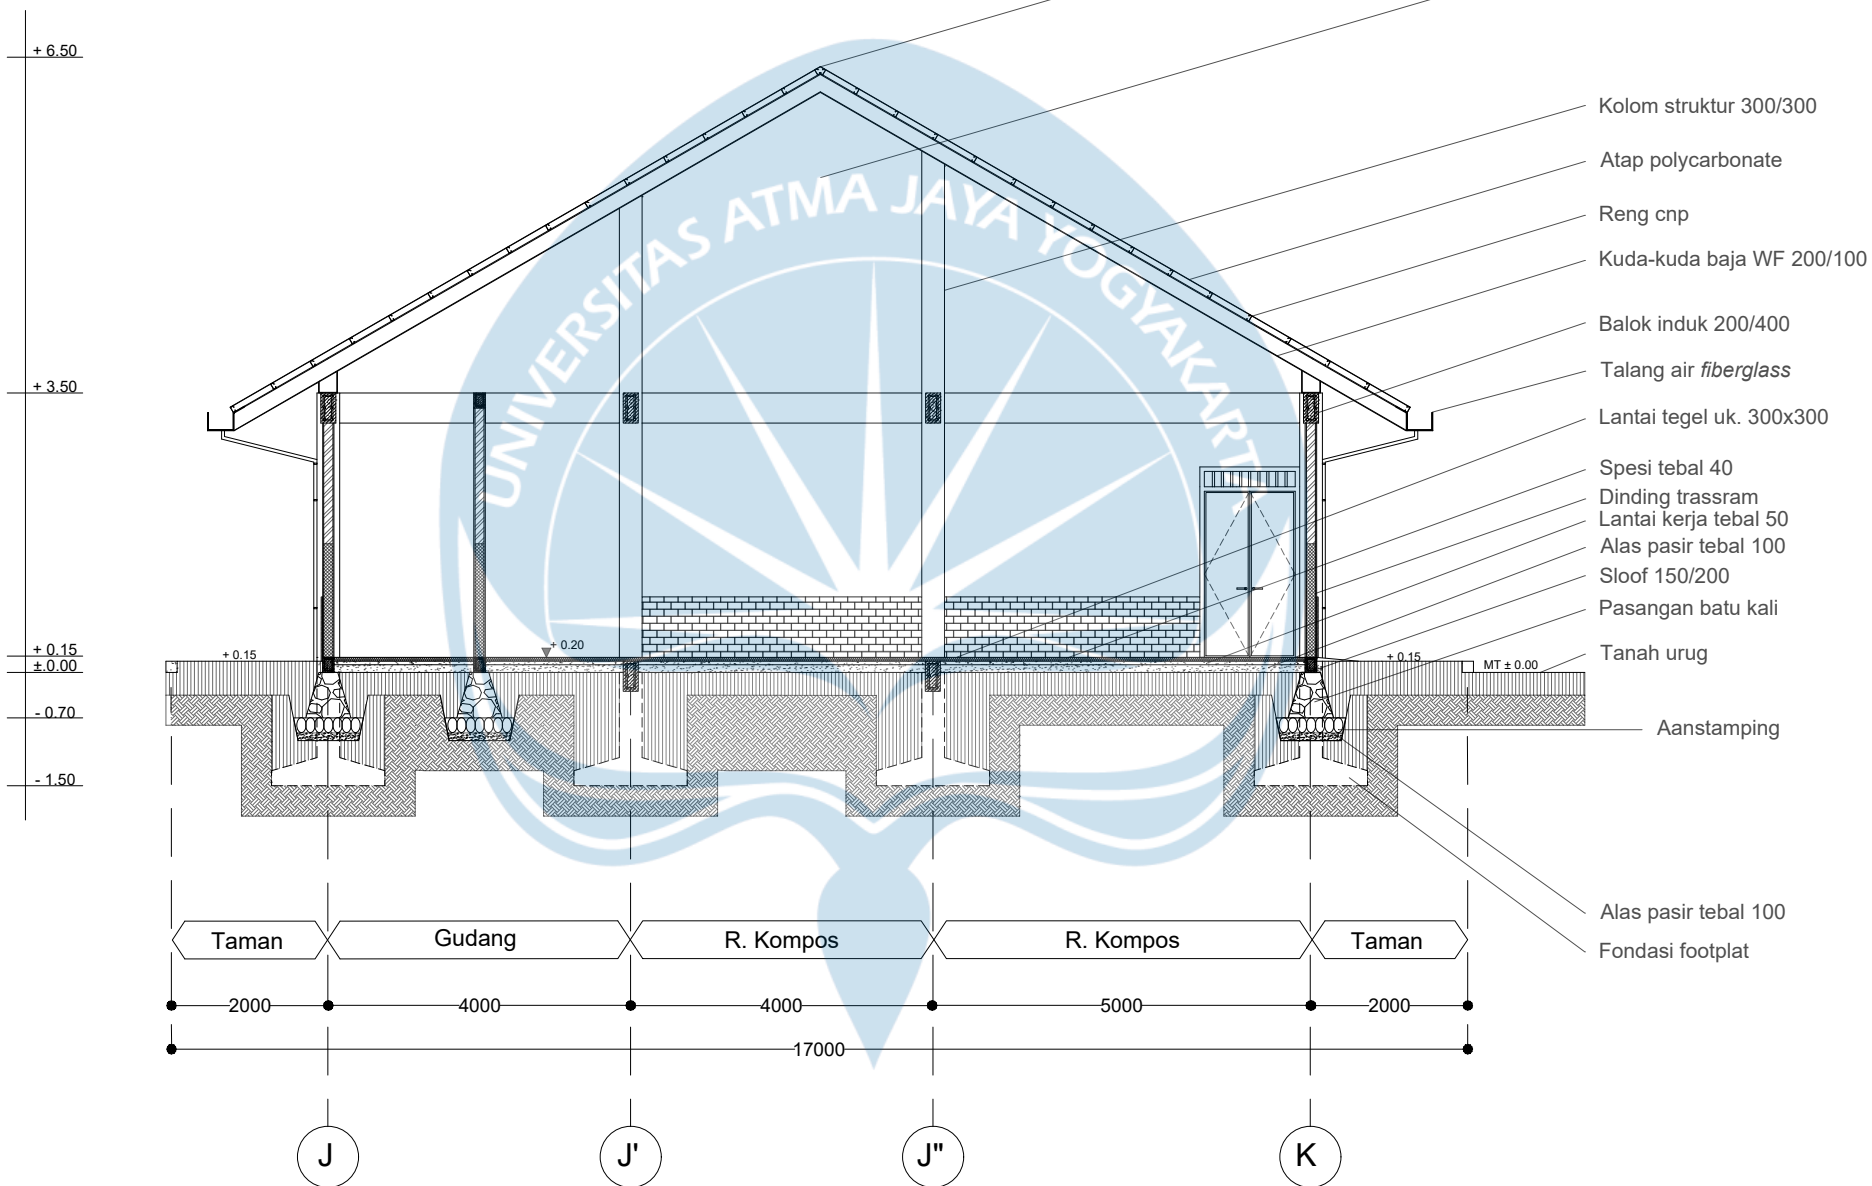 + 6.50
Kolom struktur 300/300
Atap polycarbonate
Reng cnp
Kuda-kuda baja WF 200/100
Balok induk 200/400
Talang air fiberglass
Lantai tegel uk. 300x300
Spesi tebal 40
Dinding trassram
Lantai kerja tebal 50
Alas pasir tebal 100
Sloof 150/200
Pasangan batu kali
Tanah urug
Aanstamping
Alas pasir tebal 100
Fondasi footplat
UNIVERSITAS ATMA JAYA YOGYAKARTA
+3.50
+ 0.15
±0.00
- 0.70
- 1.50
+ 0.15
+ 0.20
+ 0.15
MT ± 0.00
Taman Gudang R. Kompos R. Kompos Taman
2000 4000 4000 5000 2000
17000
J J' J" K